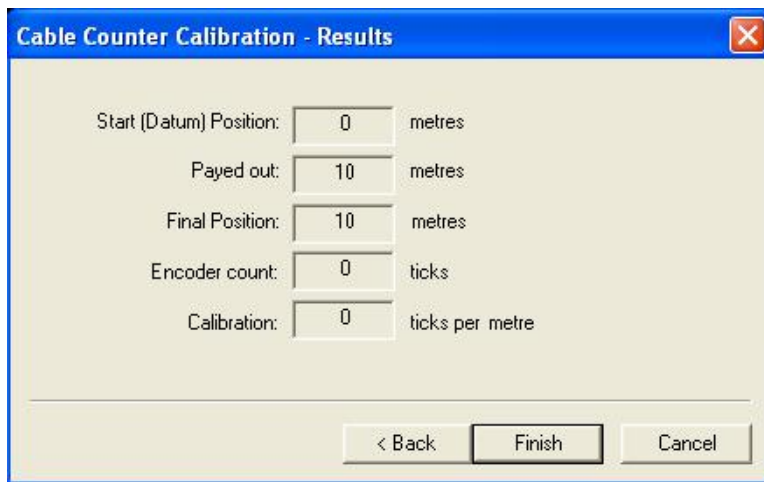 Cable Counter Calibration - Results
Start (Datum) Position: 0 metres
Payed out: 10 metres
Final Position: 10 metres
Encoder count: 0 ticks
Calibration: 0 ticks per metre
< Back Finish Cancel